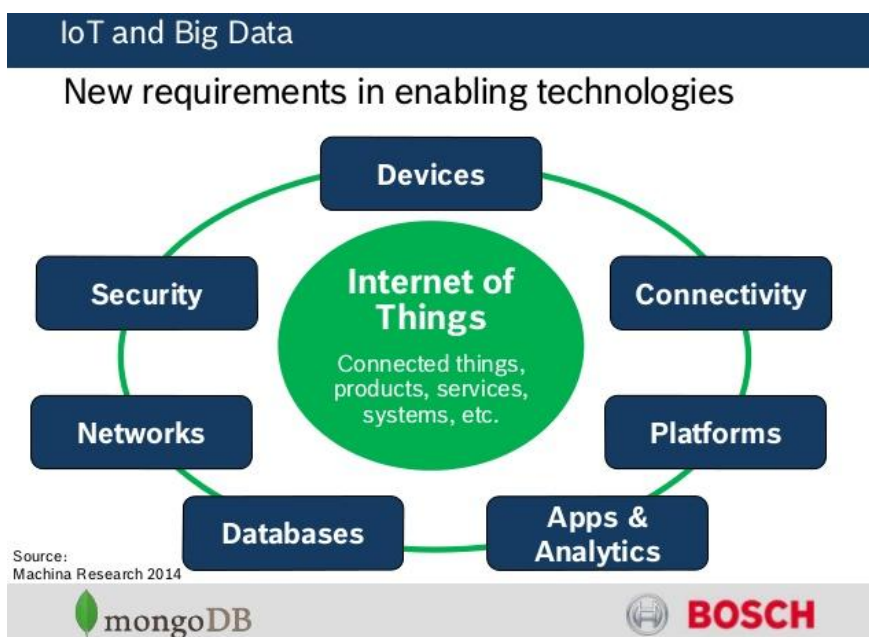 IoT and Big Data
New requirements in enabling technologies
Devices
Security
Internet of
Things
Connected things,
products, services,
systems, etc.
Connectivity
Networks
Platforms
Databases
Apps &
Analytics
Source:
Machina Research 2014
mongoDB
BOSCH